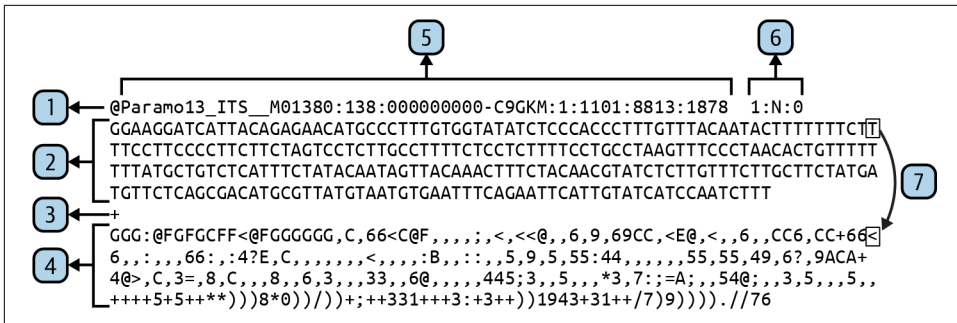 5 6
1 @Paramo13_ITS__M01380:138:000000000-C9GKM:1:1101:8813:1878 1:N:0
GGAAGGATCATTACAGAGAACATGCCCTTTGTGGTATATCTCCCACCCTTTGTTTACAATACTTTTTTTCTT
2 TTCCTTCCCCTTCTTCTAGTCCTCTTGCCTTTTCTCCTCTTTTCCTGCCTAAGTTTCCCTAACACTGTTTTT
TTTATGCTGTCTCATTTCTATACAATAGTTACAAACTTTCTACAACGTATCTCTTGTTTCTTGCTTCTATGA
TGTTCTCAGCGACATGCGTTATGTAATGTGAATTTCAGAATTCATTGTATCATCCAATCTTT
7
3 +
GGG:@FGFGCFF<@FGGGGGG,C,66<C@F,,,,;,<,<<@,,6,9,69CC,<E@,<,,6,,CC6,CC+66<
4 6,,:,,,66:,:4?E,C,,,,,,,<,,,,:B,,::,,5,9,5,55:44,,,,,,,55,55,49,6?,9ACA+
4@>,C,3=,8,C,,,8,,6,3,,,33,,6@,,,,,445;3,,5,,,*3,7:;=A;,,54@;,,3,5,,,5,,
++++5+5++**)))8*0))/))+;++331+++3:+3++))1943+31++/7)9)))).//76